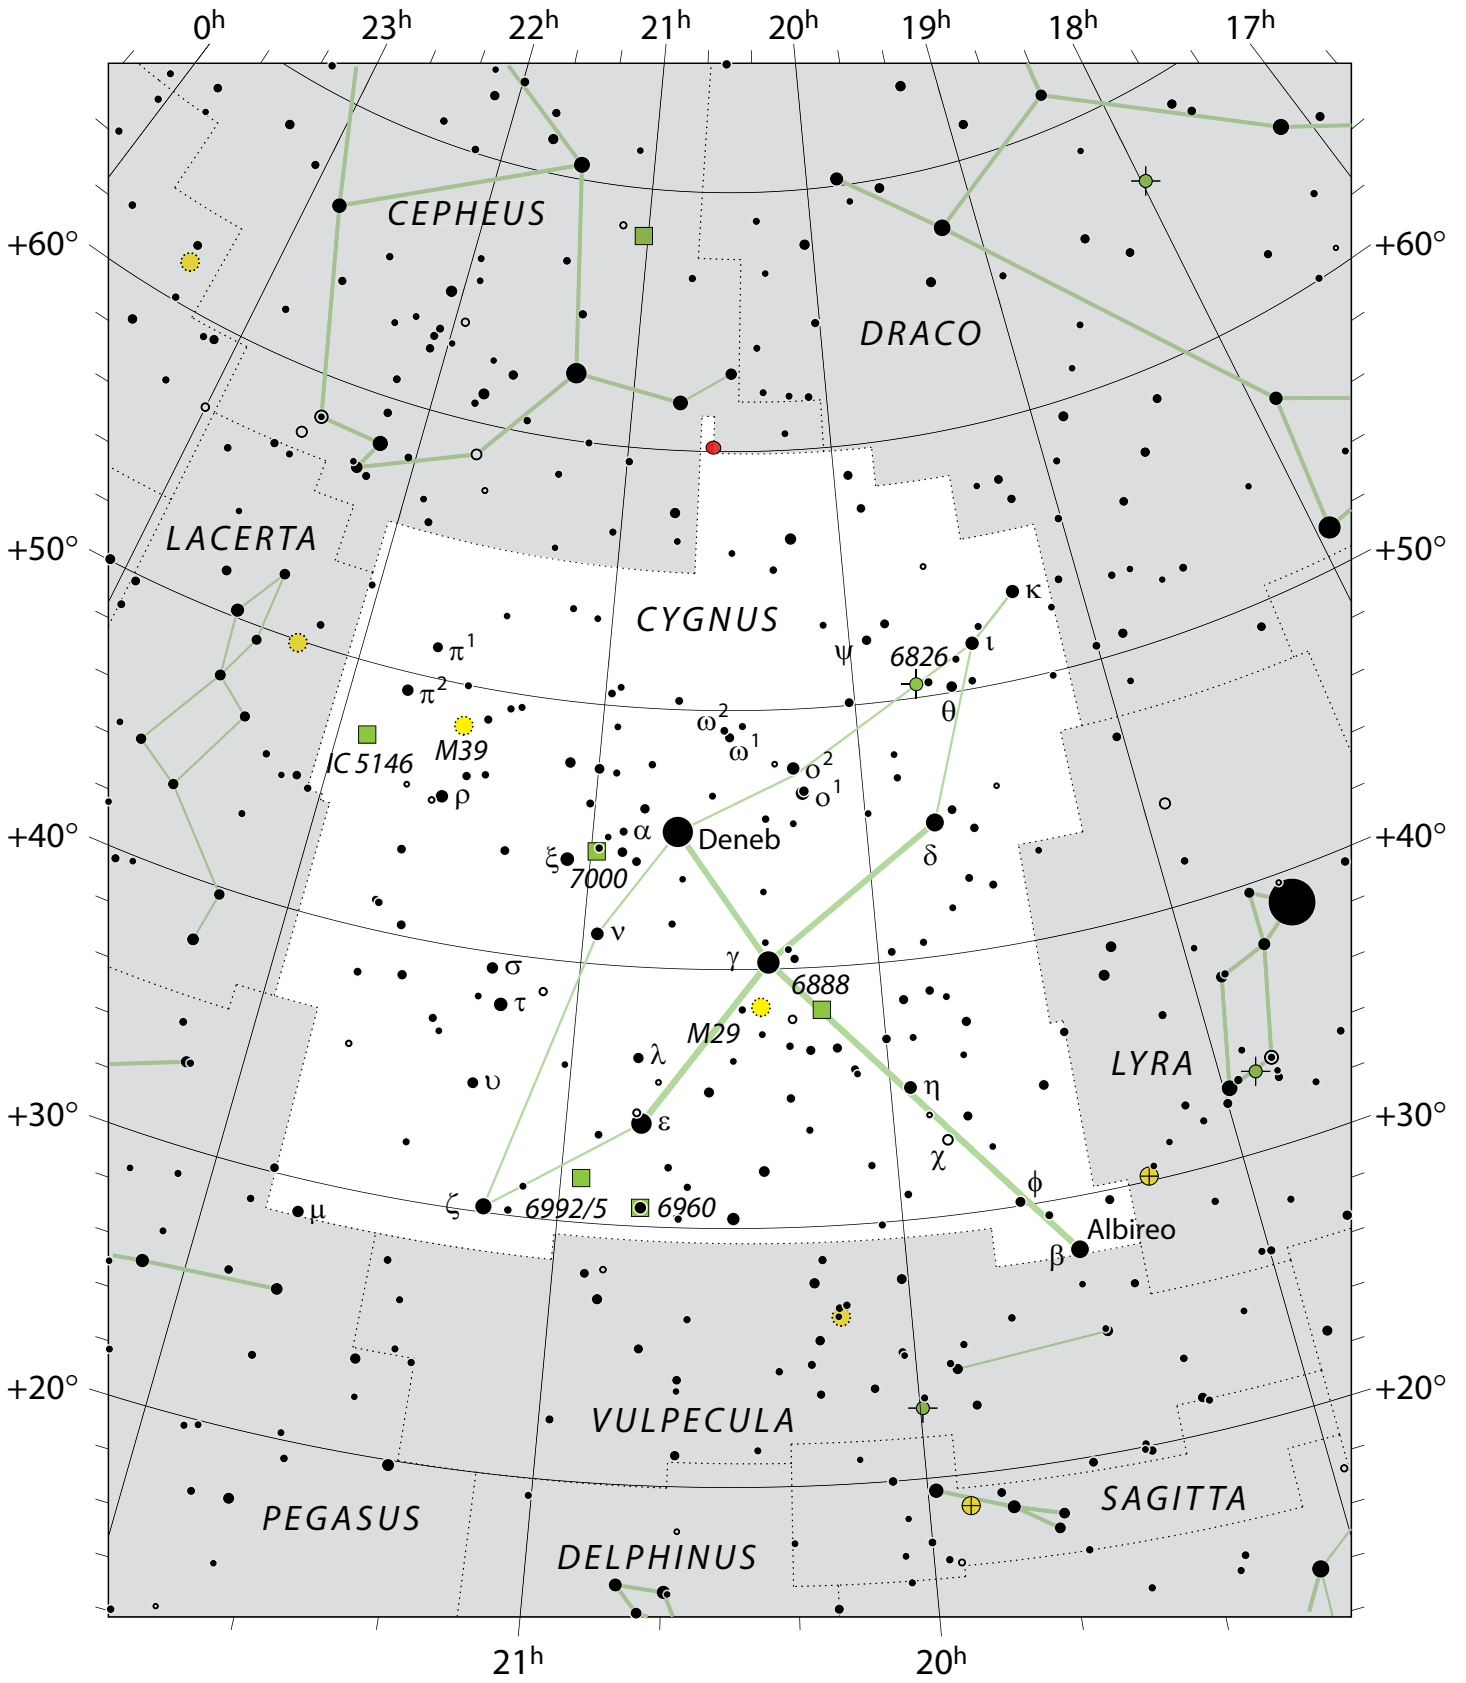 0h 23h 22h 21h 20h 19h 18h 17h
CEPHEUS
+60° +60°
DRACO
LACERTA
+50° +50°
CYGNUS
κ
π1 ψ ι
6826
π2 θ
ω2
M39 ω1
IC 5146 ο2
ρ ο1
+40° α Deneb +40°
ξ δ
7000
ν
γ
σ 6888
τ
M29
λ LYRA
υ η
+30° ε +30°
χ
ζ 6992/5 6960 φ
μ Albireo
β
+20° +20°
VULPECULA
SAGITTA
PEGASUS
DELPHINUS
21h 20h